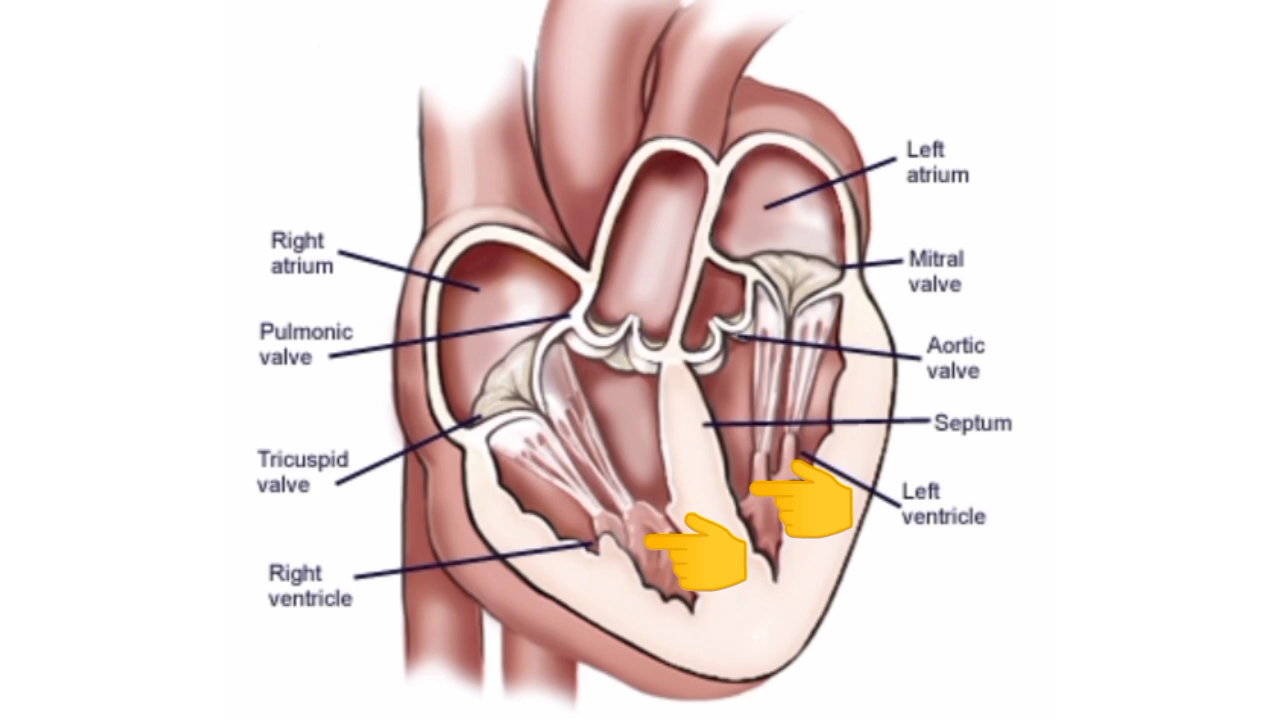 Left
atrium
Right
atrium
Mitral
valve
Pulmonic
valve
Aortic
valve
Septum
Tricuspid
valve
Left
ventricle
Right
ventricle